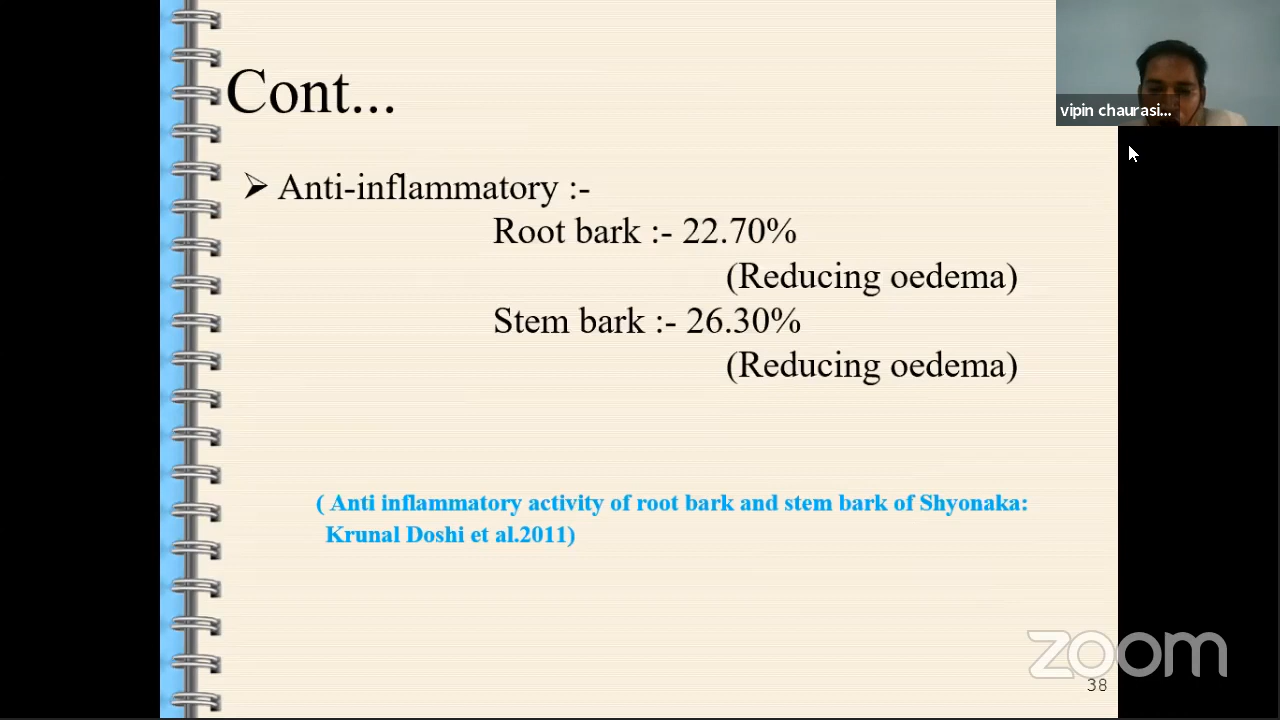 Cont...
vipin chaurasi...
➢ Anti-inflammatory :-
Root bark :- 22.70%
(Reducing oedema)
Stem bark :- 26.30%
(Reducing oedema)
( Anti inflammatory activity of root bark and stem bark of Shyonaka:
Krunal Doshi et al.2011)
zoom
38